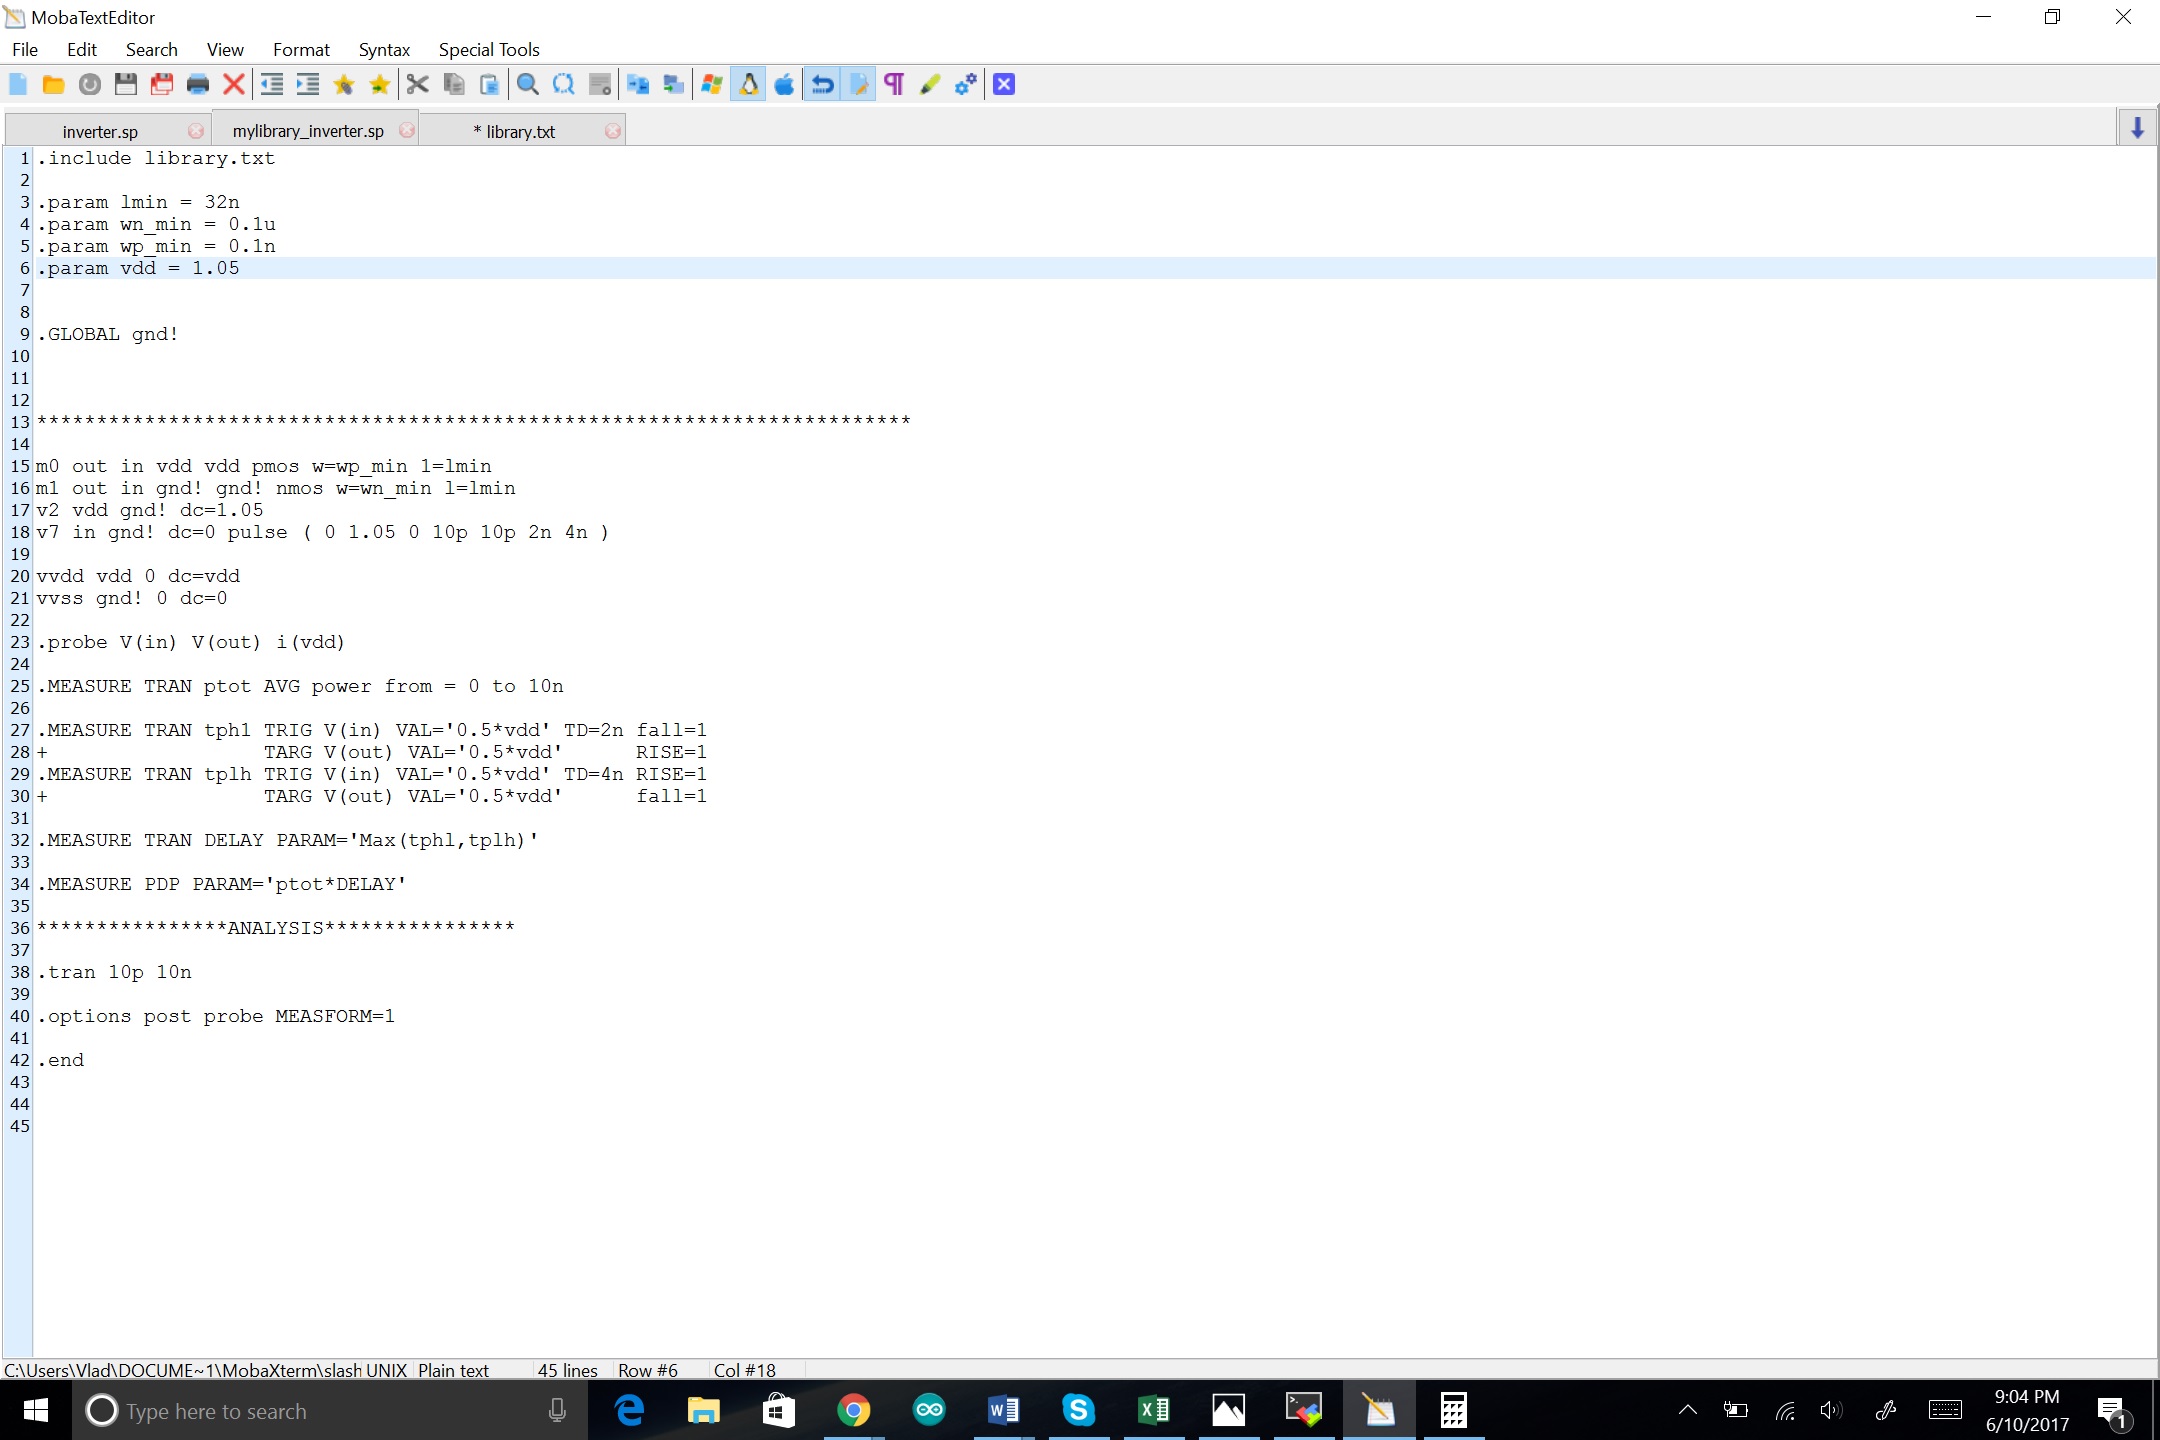 MobaTextEditor
File Edit Search View Format Syntax Special Tools
inverter.sp mylibrary_inverter.sp * library.txt
1 .include library.txt
2
3 .param lmin = 32n
4 .param wn_min = 0.1u
5 .param wp_min = 0.1n
6 .param vdd = 1.05
7
8
9 .GLOBAL gnd!
10
11
12
13 *************************************************************************
14
15 m0 out in vdd vdd pmos w=wp_min 1=lmin
16 m1 out in gnd! gnd! nmos w=wn_min l=lmin
17 v2 vdd gnd! dc=1.05
18 v7 in gnd! dc=0 pulse ( 0 1.05 0 10p 10p 2n 4n )
19
20 vvdd vdd 0 dc=vdd
21 vvss gnd! 0 dc=0
22
23 .probe V(in) V(out) i(vdd)
24
25 .MEASURE TRAN ptot AVG power from = 0 to 10n
26
27 .MEASURE TRAN tph1 TRIG V(in) VAL='0.5*vdd' TD=2n fall=1
28 + TARG V(out) VAL='0.5*vdd' RISE=1
29 .MEASURE TRAN tplh TRIG V(in) VAL='0.5*vdd' TD=4n RISE=1
30 + TARG V(out) VAL='0.5*vdd' fall=1
31
32 .MEASURE TRAN DELAY PARAM='Max(tphl,tplh)'
33
34 .MEASURE PDP PARAM='ptot*DELAY'
35
36 ****************ANALYSIS****************
37
38 .tran 10p 10n
39
40 .options post probe MEASFORM=1
41
42 .end
43
44
45
C:\Users\Vlad\DOCUME~1\MobaXterm\slash UNIX Plain text 45 lines Row #6 Col #18
Type here to search
9:04 PM
6/10/2017
1